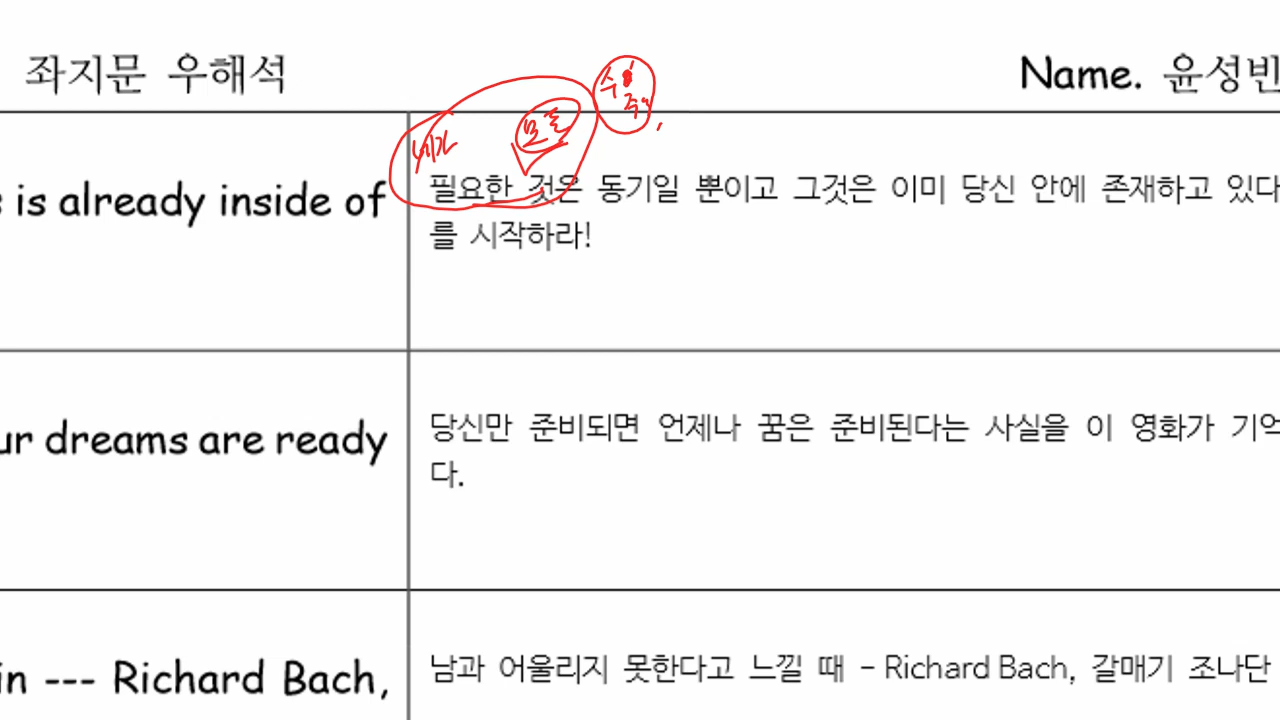 좌지문 우해석 Name. 윤성빈
수
네가 모든
is already inside of
필요한 것은 동기일 뿐이고 그것은 이미 당신 안에 존재하고 있다
를 시작하라!
dreams are ready
당신만 준비되면 언제나 꿈은 준비된다는 사실을 이 영화가 기억
다.
in --- Richard Bach,
남과 어울리지 못한다고 느낄 때 - Richard Bach, 갈매기 조나단